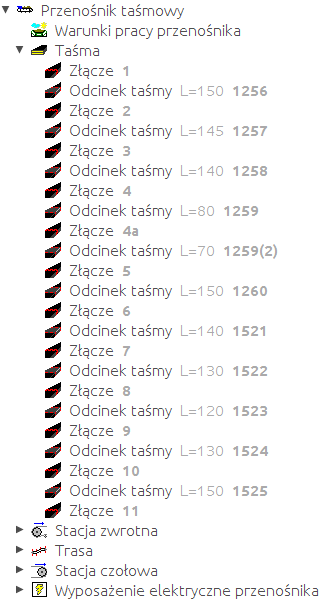 Przenośnik taśmowy
Warunki pracy przenośnika
Taśma
Złącze 1
Odcinek taśmy L=150 1256
Złącze 2
Odcinek taśmy L=145 1257
Złącze 3
Odcinek taśmy L=140 1258
Złącze 4
Odcinek taśmy L=80 1259
Złącze 4a
Odcinek taśmy L=70 1259(2)
Złącze 5
Odcinek taśmy L=150 1260
Złącze 6
Odcinek taśmy L=140 1521
Złącze 7
Odcinek taśmy L=130 1522
Złącze 8
Odcinek taśmy L=120 1523
Złącze 9
Odcinek taśmy L=130 1524
Złącze 10
Odcinek taśmy L=150 1525
Złącze 11
Stacja zwrotna
Trasa
Stacja czołowa
Wyposażenie elektryczne przenośnika